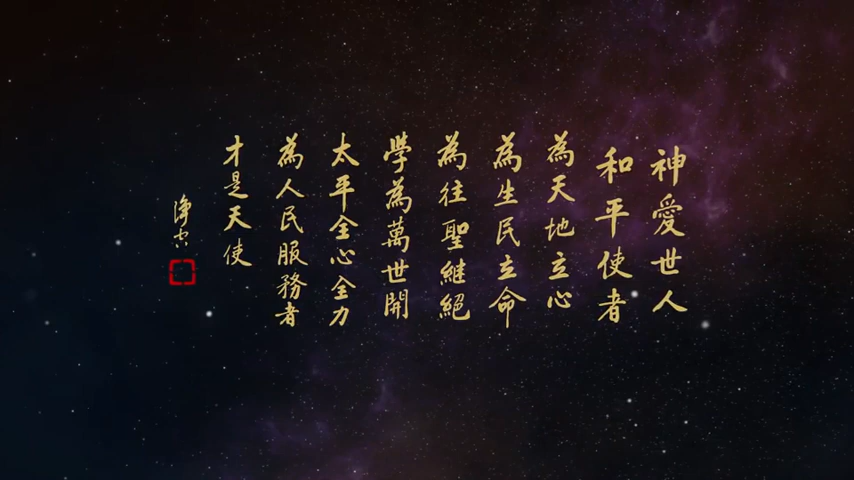 神愛世人
和平使者
為天地立心
為生民立命
為往聖継絕
學為萬世開
太平全心全力
為人民服務者
才是天使
淨空